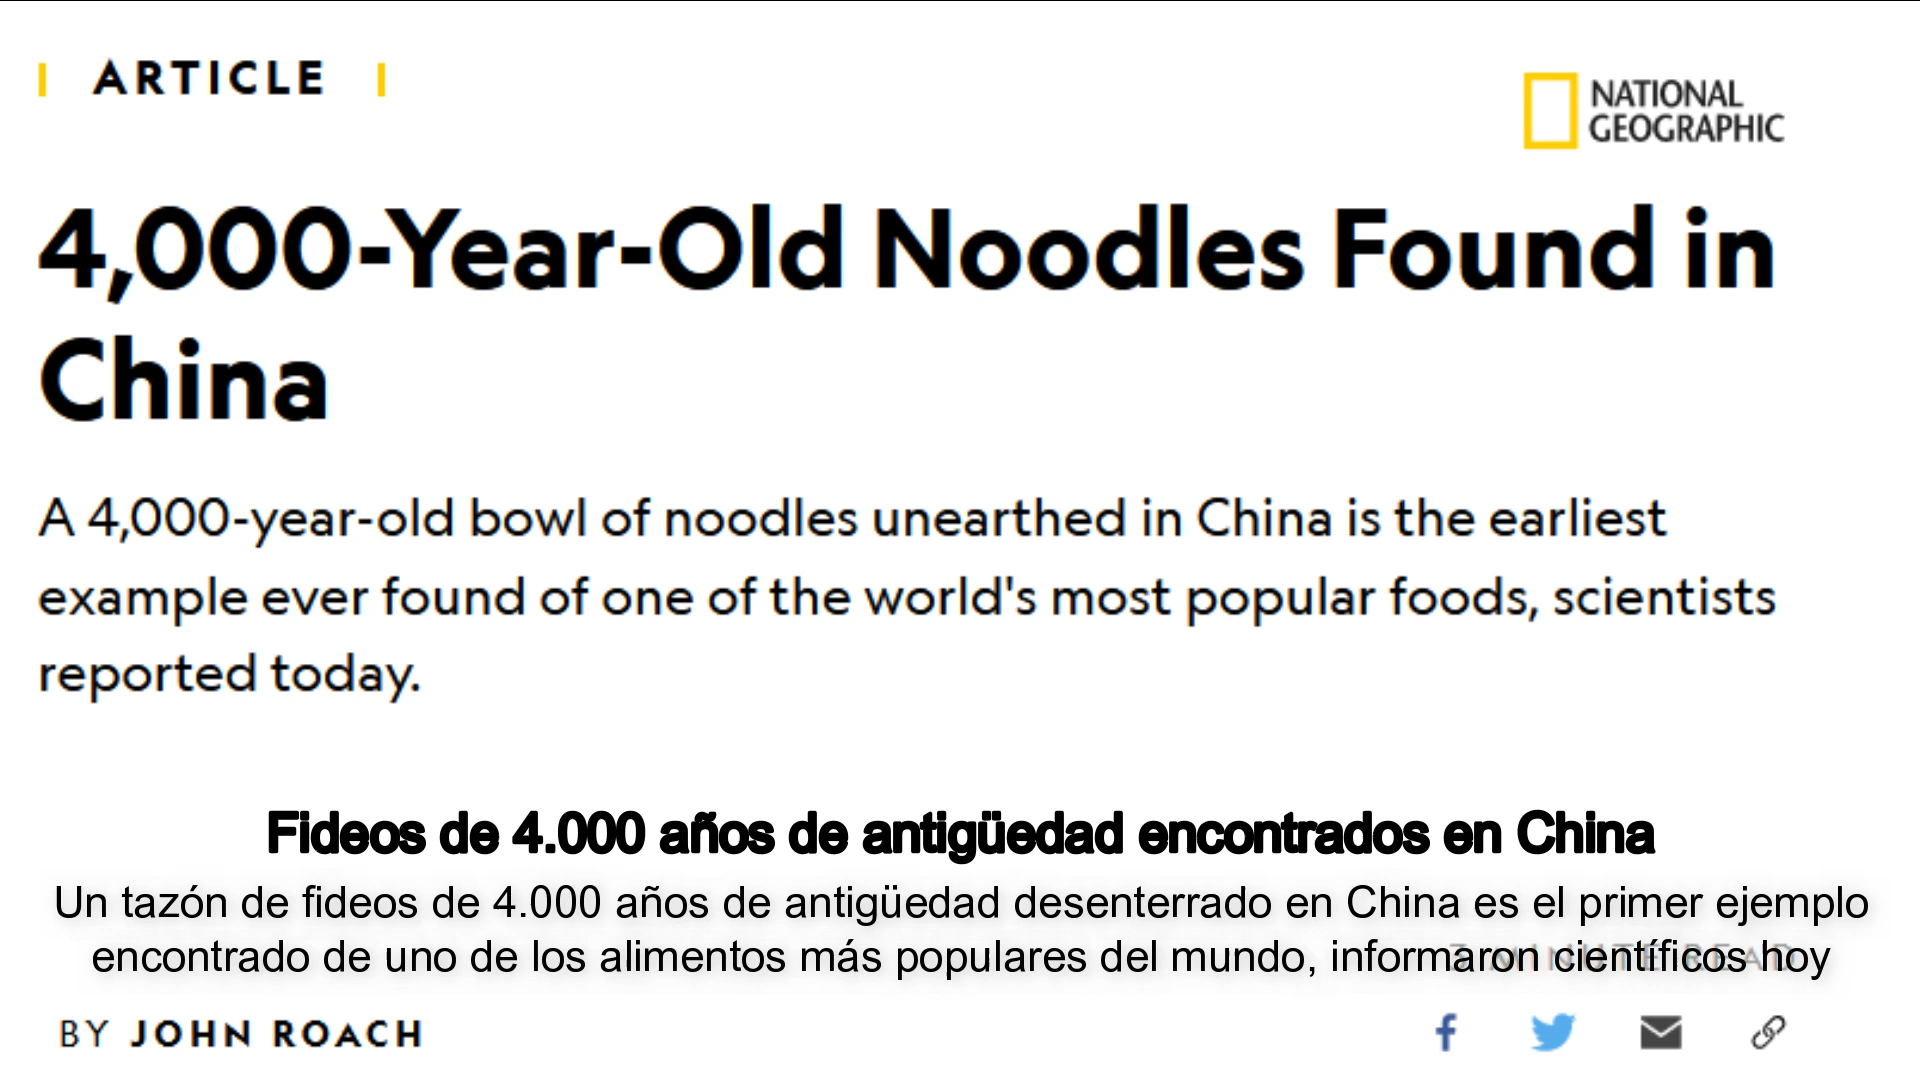 ARTICLE
NATIONAL
GEOGRAPHIC
4,000-Year-Old Noodles Found in
China
A 4,000-year-old bowl of noodles unearthed in China is the earliest
example ever found of one of the world's most popular foods, scientists
reported today.
Fideos de 4.000 años de antigüedad encontrados en China
Un tazón de fideos de 4.000 años de antigüedad desenterrado en China es el primer ejemplo
encontrado de uno de los alimentos más populares del mundo, informaron científicos hoy
3 MINUTE READ
BY JOHN ROACH